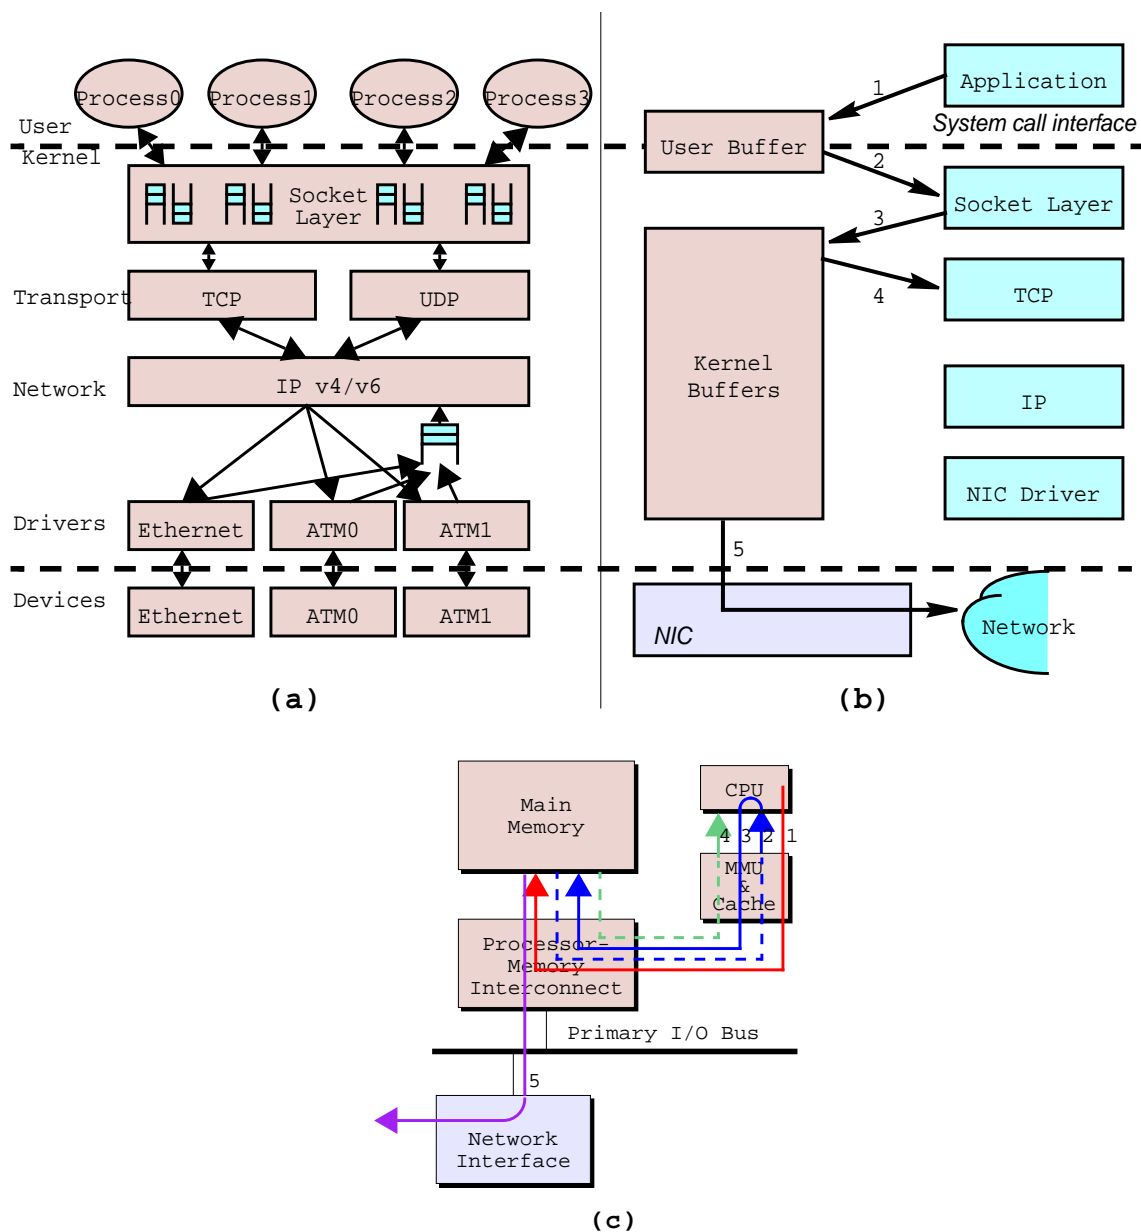 Process0
Process1
Process2
Process3
User
Kernel
Socket
Layer
Transport
TCP
UDP
Network
IP v4/v6
Drivers
Ethernet
ATM0
ATM1
Devices
Ethernet
ATM0
ATM1
(a)
Application
1
System call interface
User Buffer
2
Socket Layer
3
4
TCP
Kernel
Buffers
IP
NIC Driver
5
NIC
Network
(b)
Main
Memory
CPU
4 3 2 1
MMU
&
Cache
Processor-
Memory
Interconnect
Primary I/O Bus
5
Network
Interface
(c)